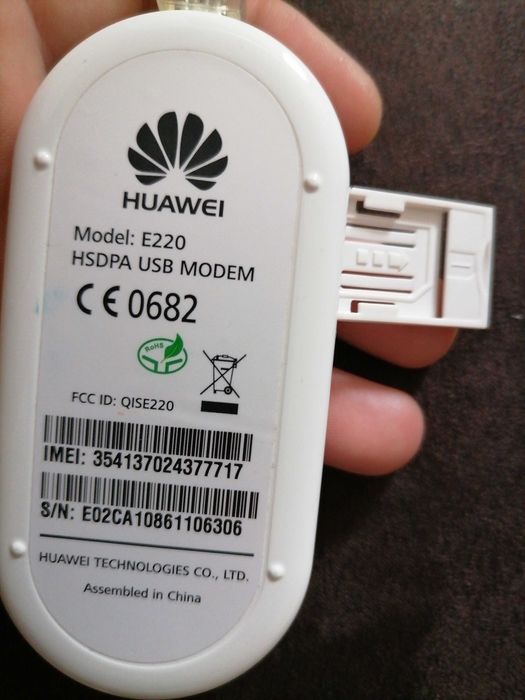 HUAWEI
Model: E220
HSDPA USB MODEM
CE 0682
RoHS
FCC ID: QISE220
IMEI: 354137024377717
S/N: E02CA10861106306
HUAWEI TECHNOLOGIES CO., LTD.
Assembled in China